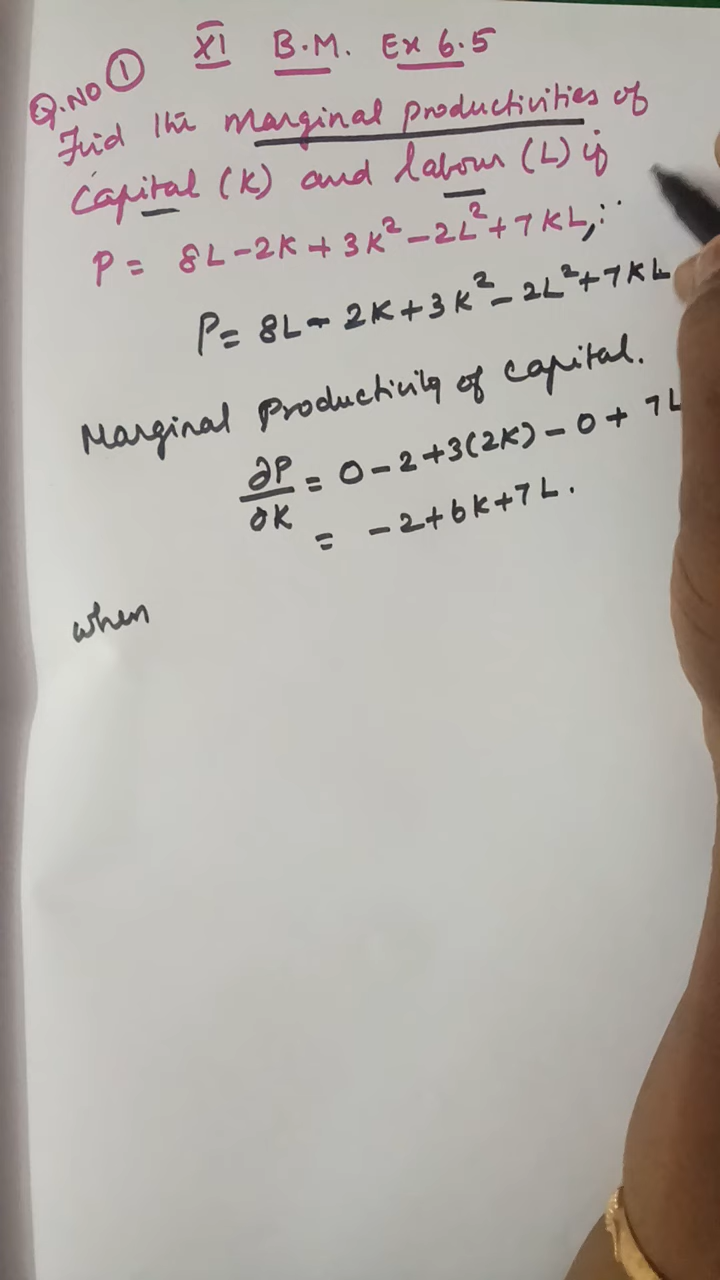 XI B.M. Ex 6.5
Q.NO ①
Find the marginal productivities of
capital (K) and labour (L) if
P = 8L-2K+3K²-2L²+7KL,
P= 8L- 2K+3K²-2L²+7KL
Marginal Productivity of capital.
∂P/∂K = 0-2+3(2K)-0+ 7L
= -2+6K+7L.
when